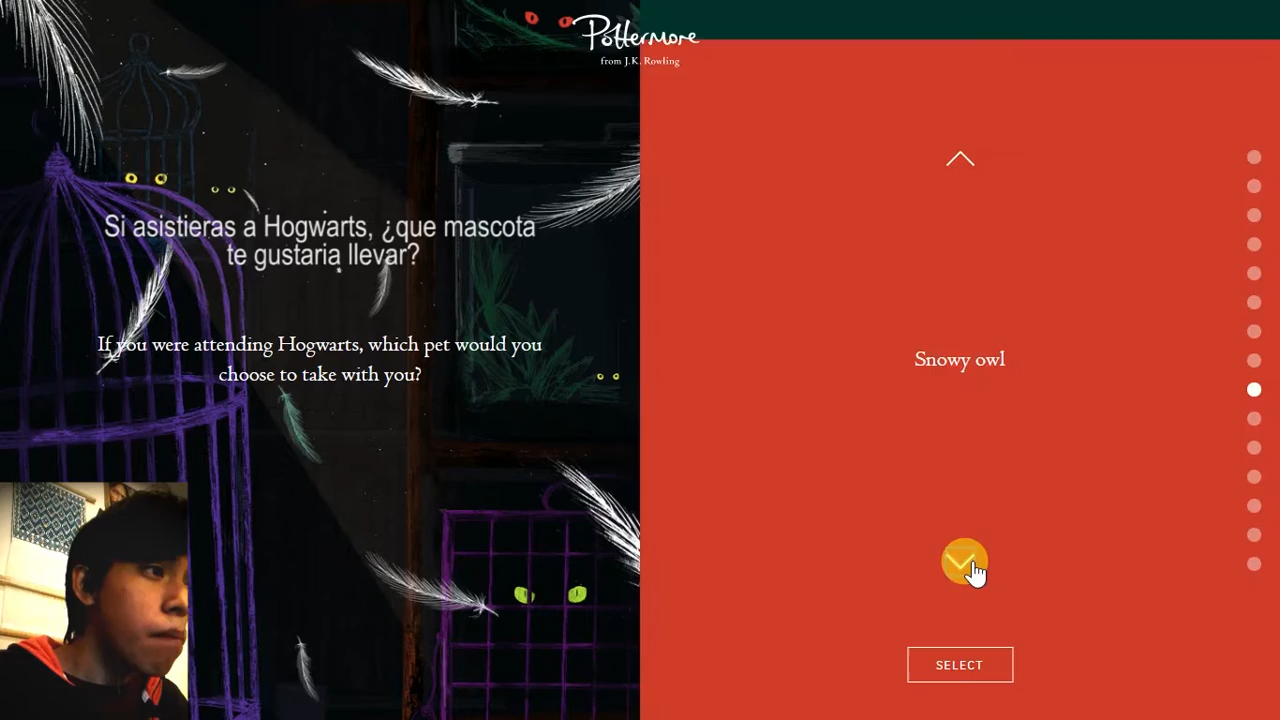 Pottermore
from J.K. Rowling
Si asistieras a Hogwarts, ¿que mascota
te gustaria llevar?
If you were attending Hogwarts, which pet would you
choose to take with you?
Snowy owl
SELECT